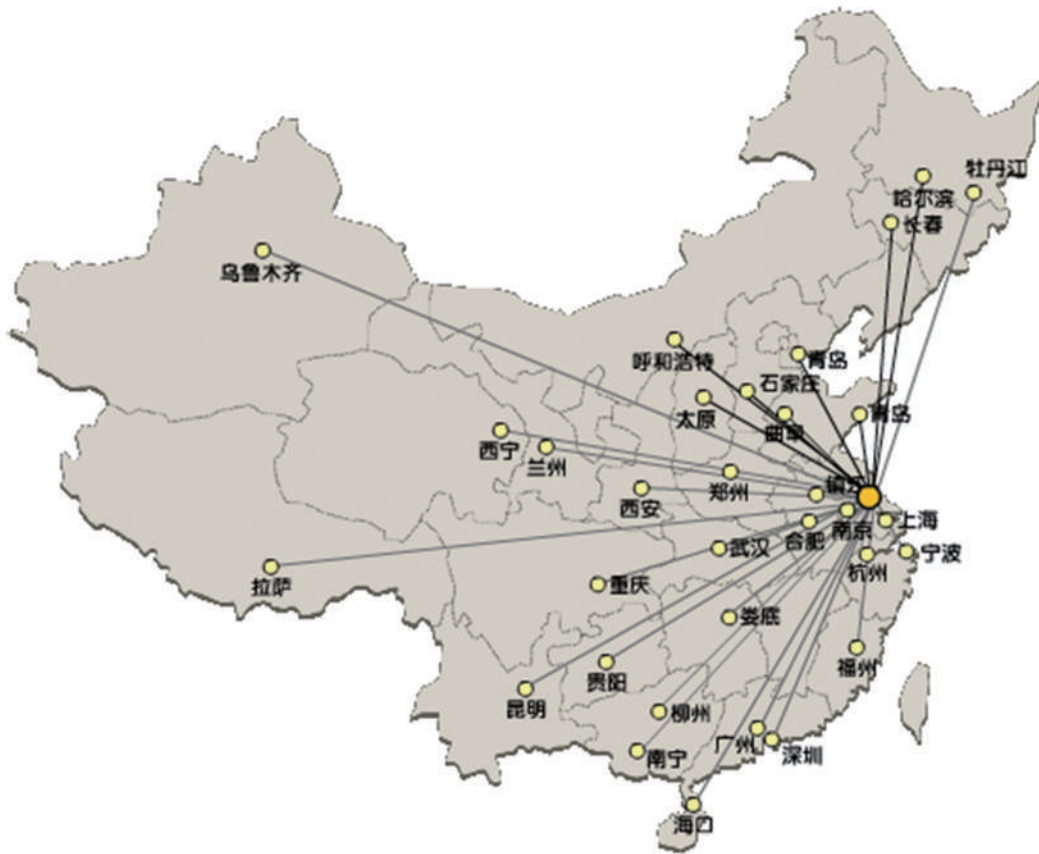 牡丹江
哈尔滨
长春
乌鲁木齐
呼和浩特
青岛
石家庄
太原
青岛
曲阜
西宁
兰州
郑州
镇江
西安
上海
南京
合肥
武汉
宁波
杭州
拉萨
重庆
娄底
福州
贵阳
昆明
柳州
广州
南宁
深圳
海口